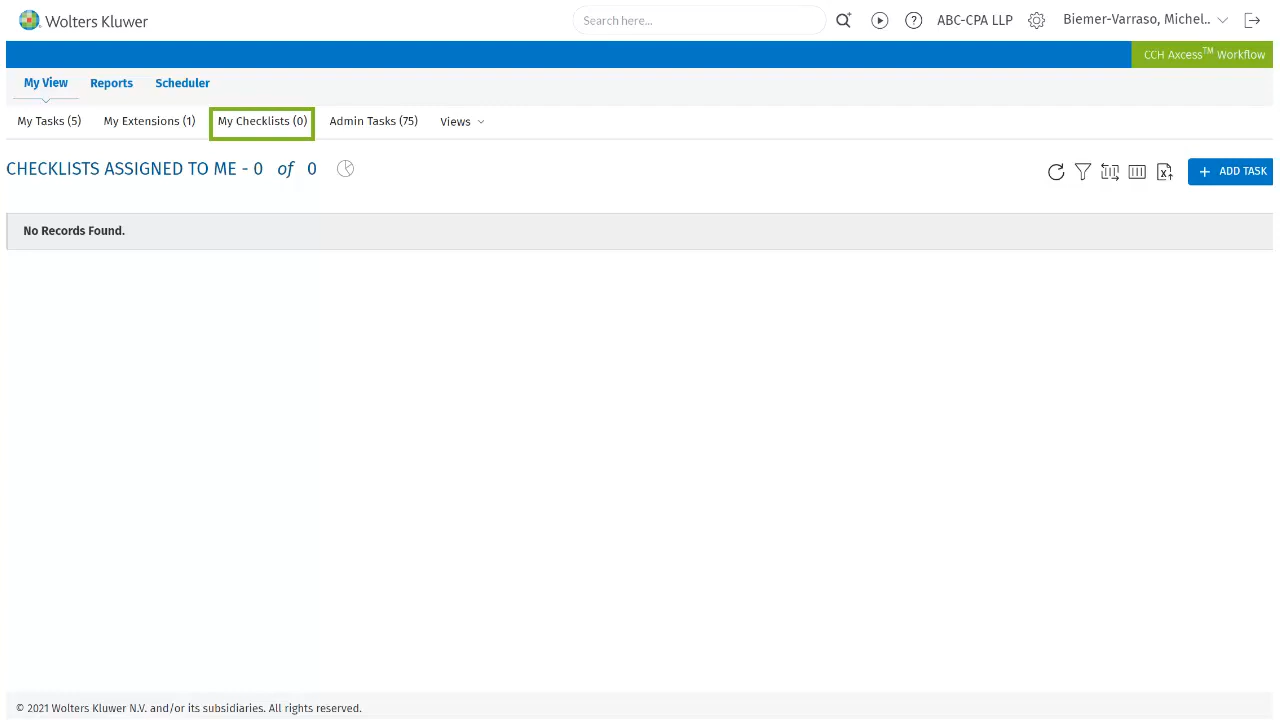 Wolters Kluwer
Search here...
ABC-CPA LLP
Biemer-Varraso, Michel..
CCH Axcess™ Workflow
My View Reports Scheduler
My Tasks (5) My Extensions (1) My Checklists (0) Admin Tasks (75) Views
CHECKLISTS ASSIGNED TO ME - 0 of 0
+ ADD TASK
No Records Found.
© 2021 Wolters Kluwer N.V. and/or its subsidiaries. All rights reserved.